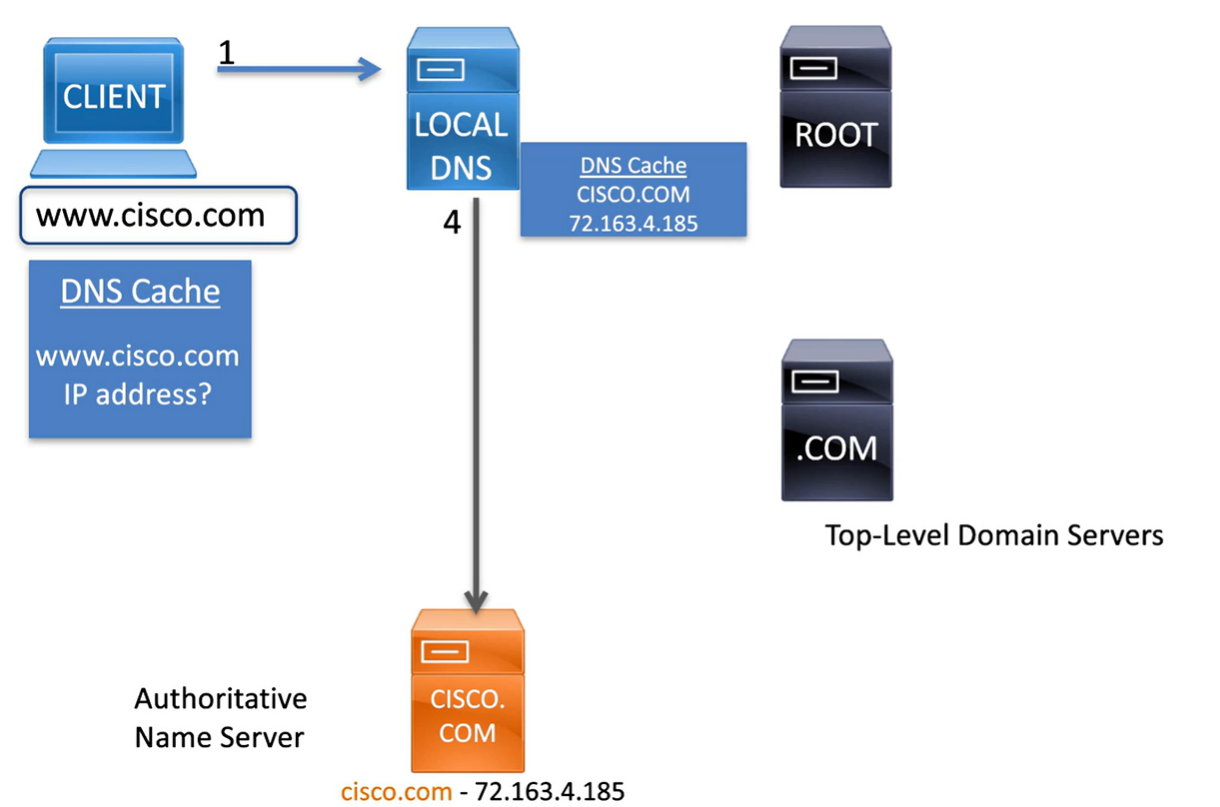 1
CLIENT
LOCAL
DNS
ROOT
DNS Cache
CISCO.COM
72.163.4.185
www.cisco.com
4
DNS Cache
www.cisco.com
IP address?
.COM
Top-Level Domain Servers
Authoritative
Name Server
CISCO.
COM
cisco.com - 72.163.4.185